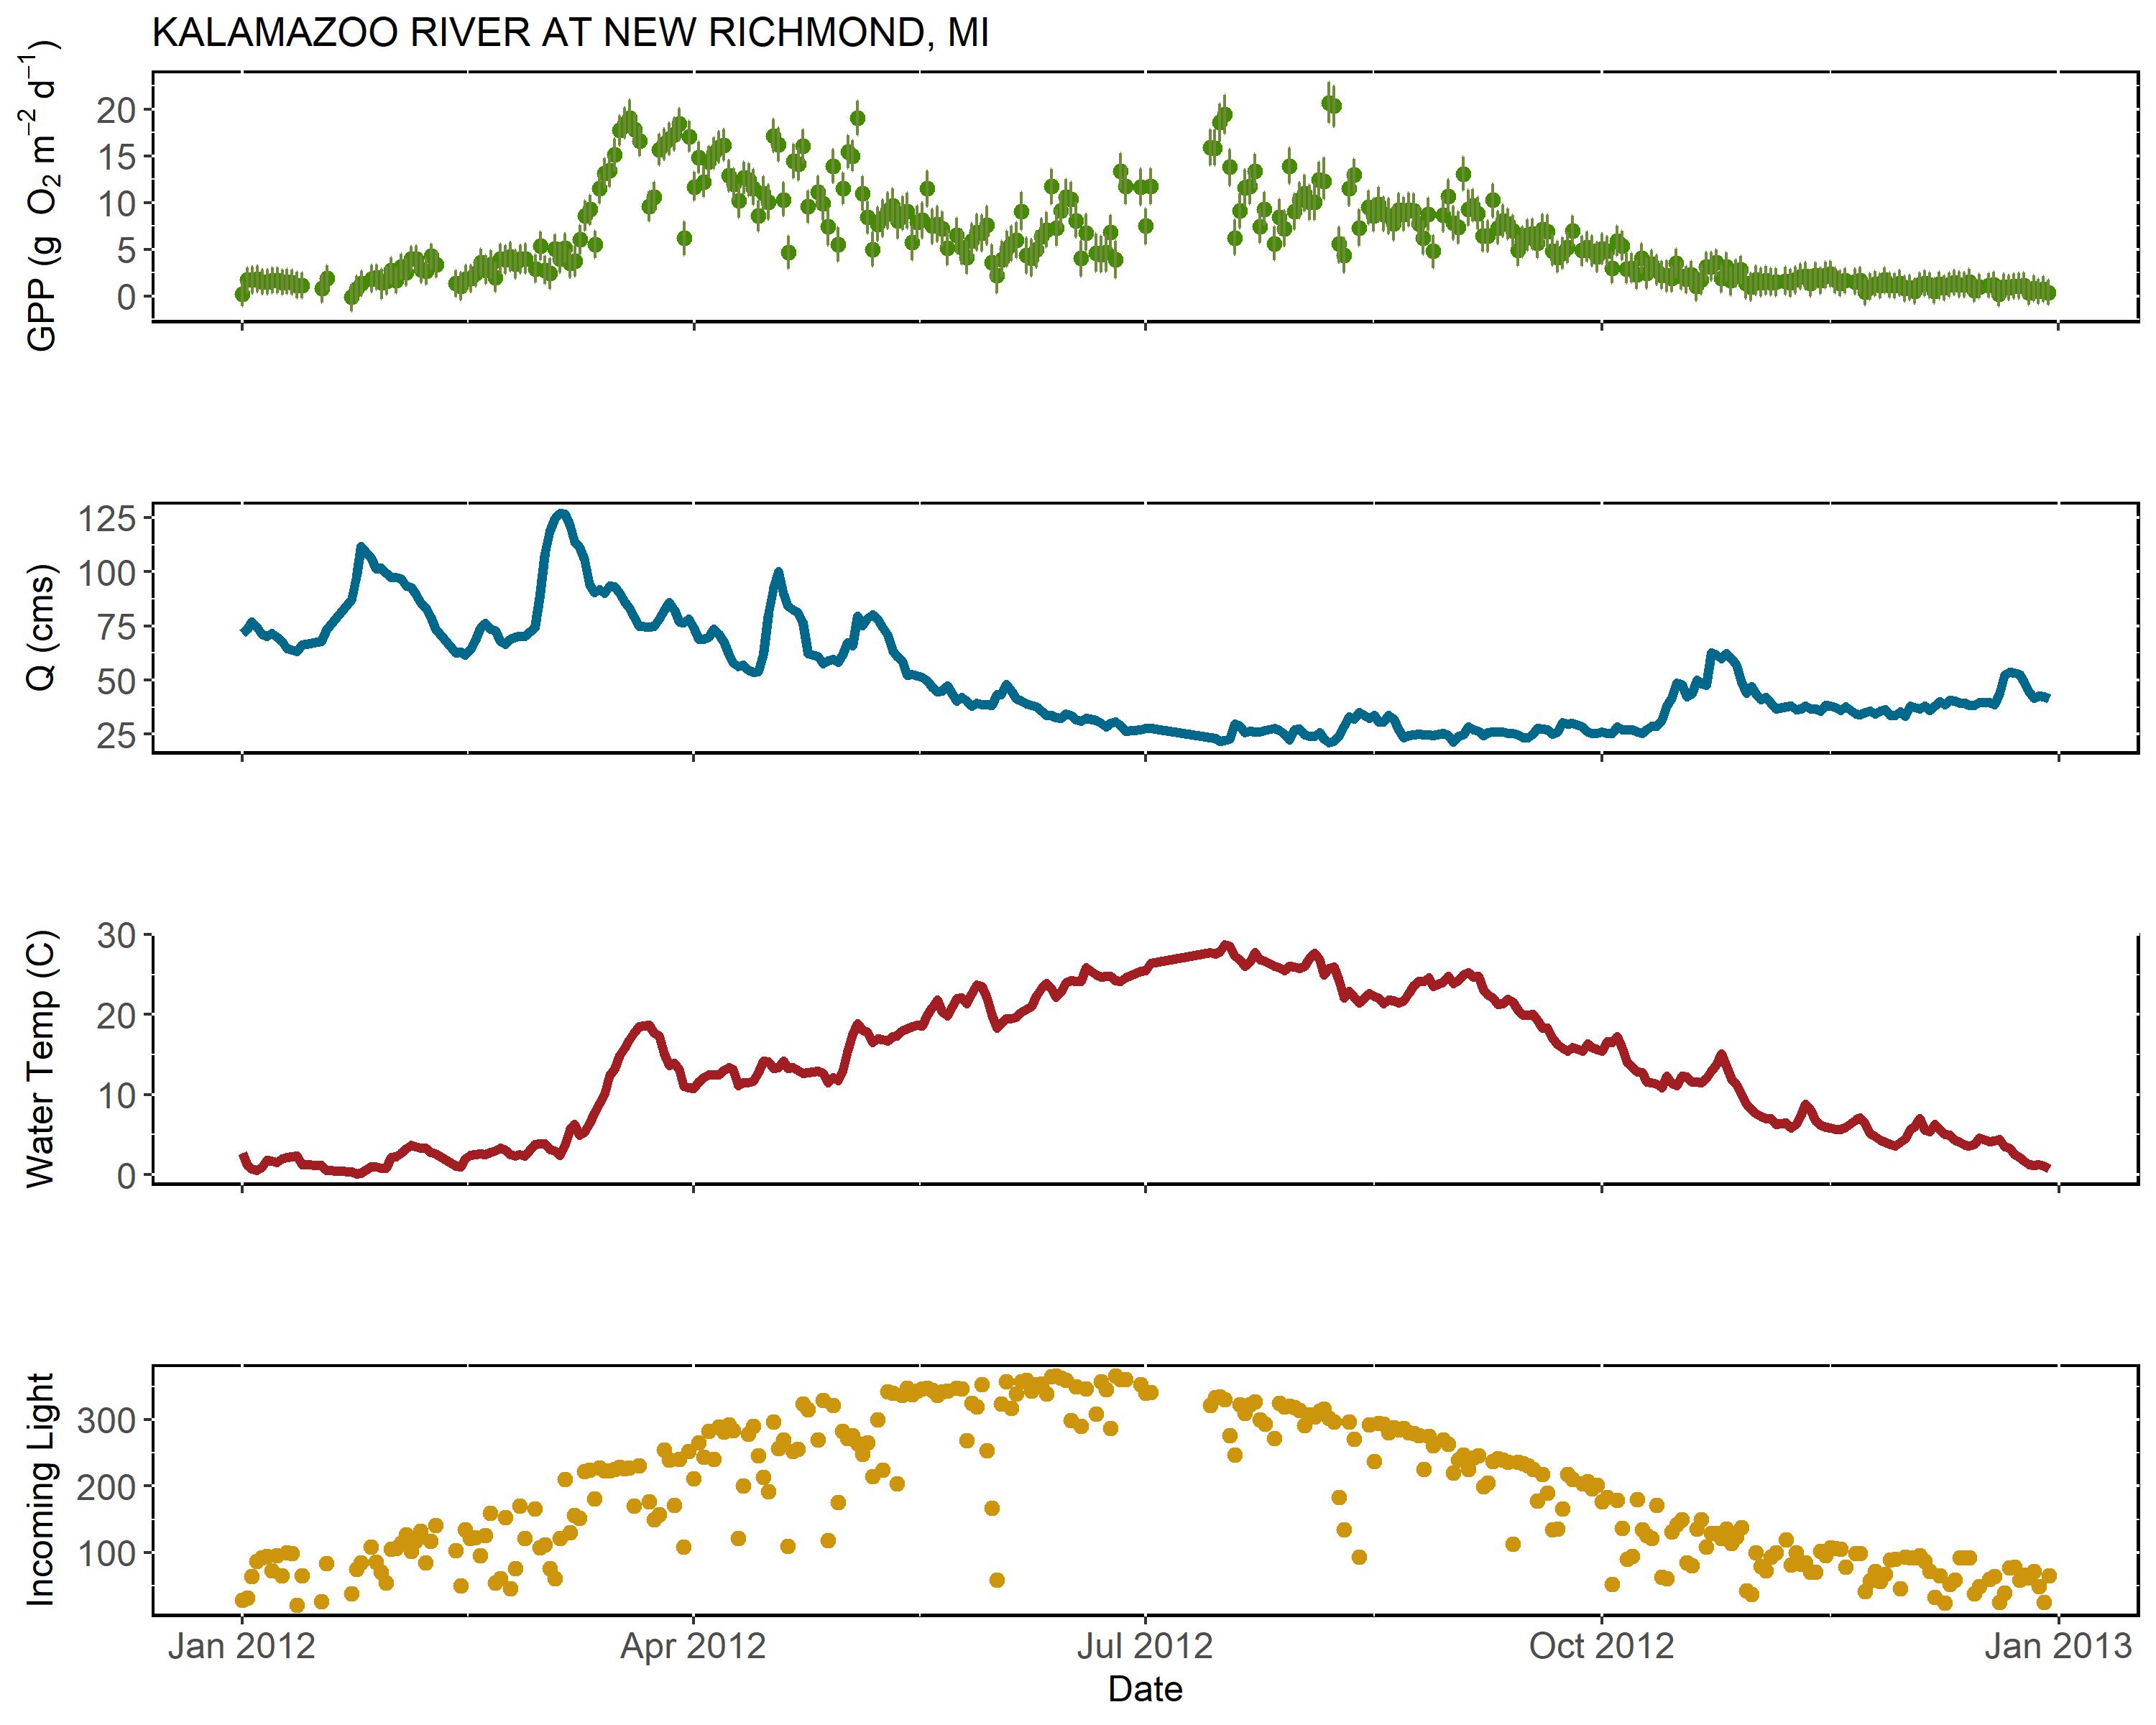 KALAMAZOO RIVER AT NEW RICHMOND, MI
GPP (g O₂ m⁻² d⁻¹)
20
15
10
5
0
Q (cms)
125
100
75
50
25
Water Temp (C)
30
20
10
0
Incoming Light
300
200
100
Jan 2012 Apr 2012 Jul 2012 Oct 2012 Jan 2013
Date